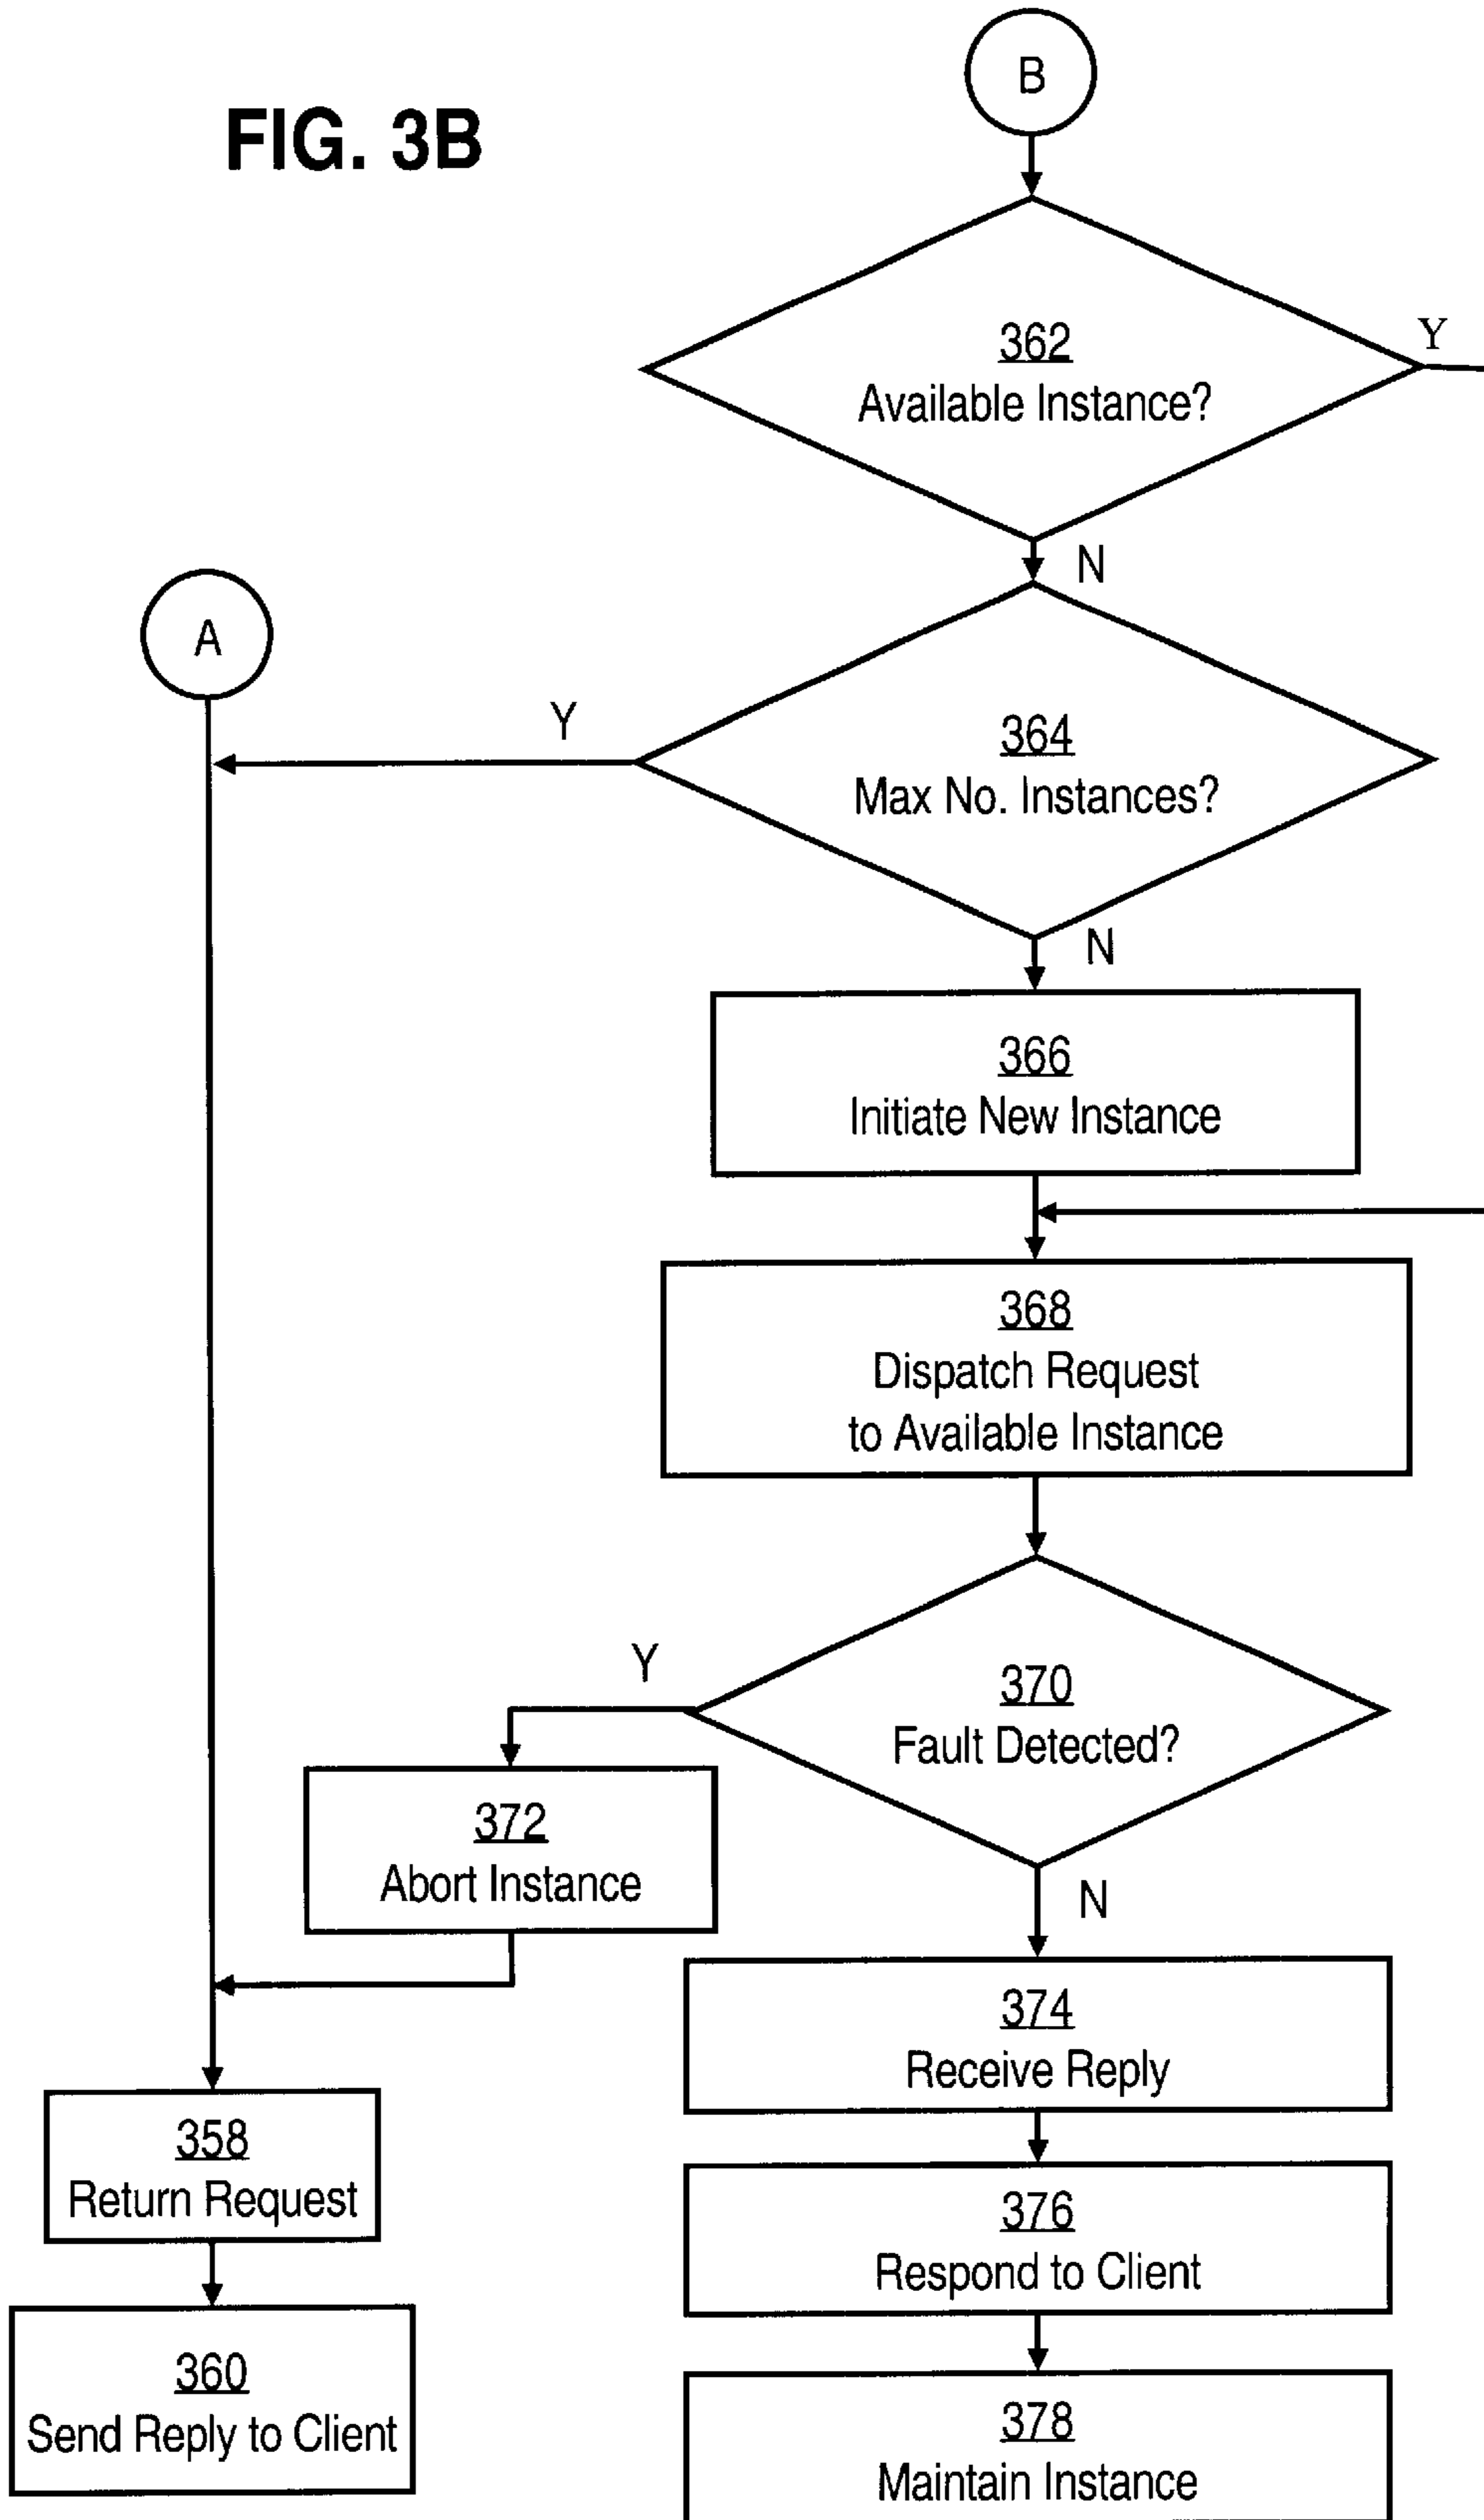 FIG. 3B
B
362
Available Instance?
Y
N
A
Y
364
Max No. Instances?
N
366
Initiate New Instance
368
Dispatch Request
to Available Instance
Y
370
Fault Detected?
372
Abort Instance
N
374
Receive Reply
358
Return Request
376
Respond to Client
360
Send Reply to Client
378
Maintain Instance